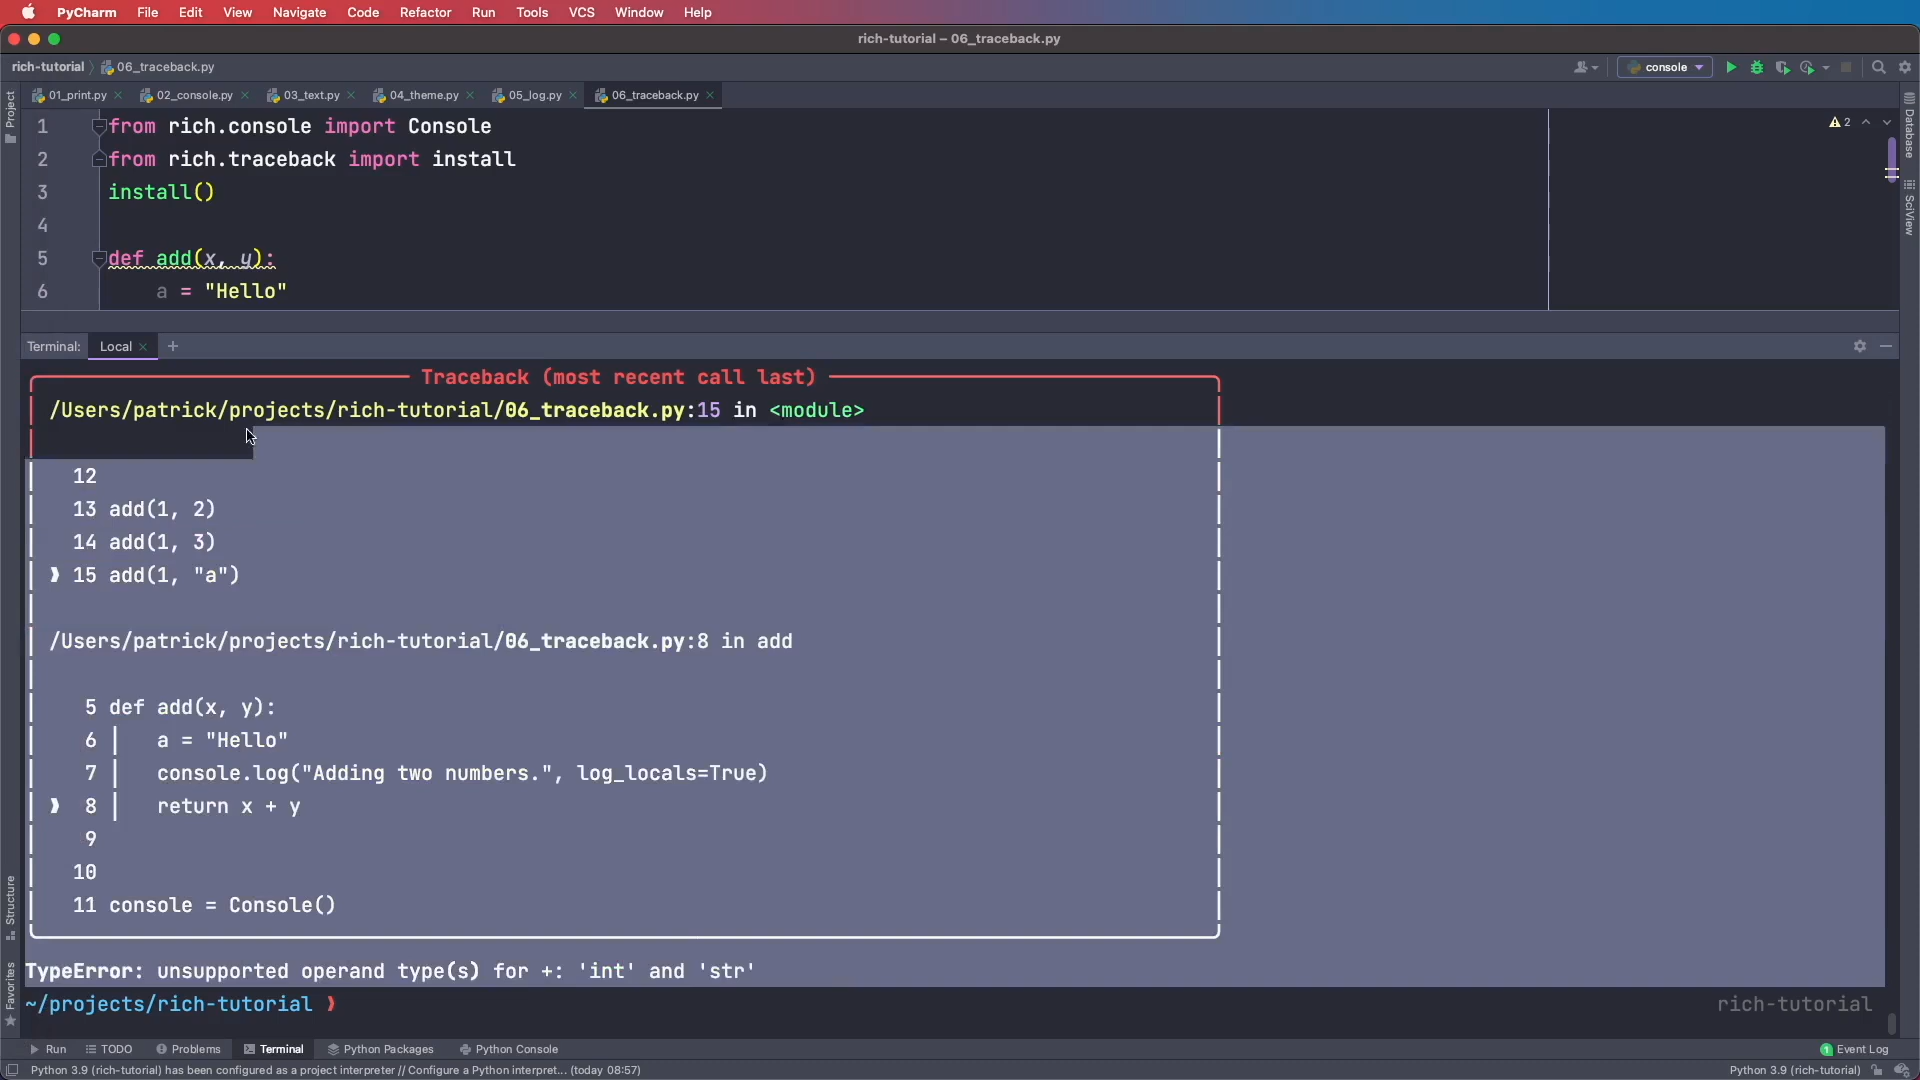 PyCharm File Edit View Navigate Code Refactor Run Tools VCS Window Help
rich-tutorial – 06_traceback.py
rich-tutorial 06_traceback.py console
01_print.py 02_console.py 03_text.py 04_theme.py 05_log.py 06_traceback.py
Project
Database
SciView
2
1 from rich.console import Console
2 from rich.traceback import install
3 install()
4
5 def add(x, y):
6 a = "Hello"
Terminal: Local
Traceback (most recent call last)
/Users/patrick/projects/rich-tutorial/06_traceback.py:15 in <module>
12
13 add(1, 2)
14 add(1, 3)
❱ 15 add(1, "a")
/Users/patrick/projects/rich-tutorial/06_traceback.py:8 in add
5 def add(x, y):
6 │ a = "Hello"
7 │ console.log("Adding two numbers.", log_locals=True)
❱ 8 │ return x + y
9
10
11 console = Console()
TypeError: unsupported operand type(s) for +: 'int' and 'str'
~/projects/rich-tutorial ❯ rich-tutorial
Structure
Favorites
Run TODO Problems Terminal Python Packages Python Console 1 Event Log
Python 3.9 (rich-tutorial) has been configured as a project interpreter // Configure a Python interpret... (today 08:57) Python 3.9 (rich-tutorial)